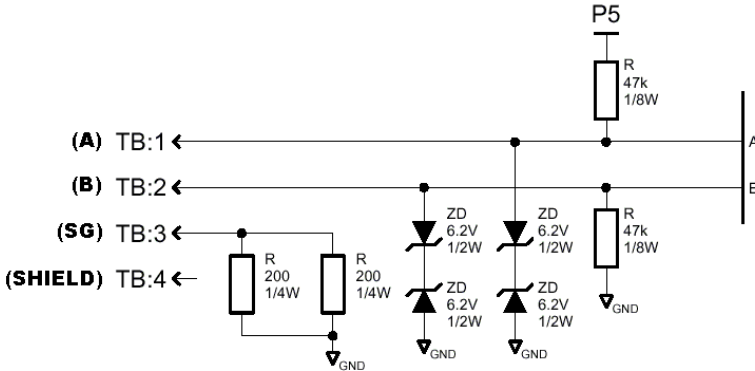 P5
R
47k
1/8W
(A) TB:1
A
(B) TB:2
B
(SG) TB:3
(SHIELD) TB:4
R
200
1/4W
R
200
1/4W
GND
ZD
6.2V
1/2W
ZD
6.2V
1/2W
GND
ZD
6.2V
1/2W
ZD
6.2V
1/2W
GND
R
47k
1/8W
GND